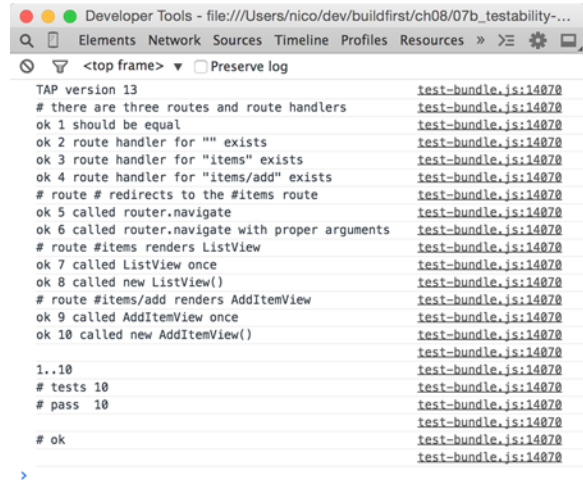 Developer Tools - file:///Users/nico/dev/buildfirst/ch08/07b_testability-...
Elements Network Sources Timeline Profiles Resources »
<top frame> ▼ Preserve log
TAP version 13 test-bundle.js:14070
# there are three routes and route handlers test-bundle.js:14070
ok 1 should be equal test-bundle.js:14070
ok 2 route handler for "" exists test-bundle.js:14070
ok 3 route handler for "items" exists test-bundle.js:14070
ok 4 route handler for "items/add" exists test-bundle.js:14070
# route # redirects to the #items route test-bundle.js:14070
ok 5 called router.navigate test-bundle.js:14070
ok 6 called router.navigate with proper arguments test-bundle.js:14070
# route #items renders ListView test-bundle.js:14070
ok 7 called ListView once test-bundle.js:14070
ok 8 called new ListView() test-bundle.js:14070
# route #items/add renders AddItemView test-bundle.js:14070
ok 9 called AddItemView once test-bundle.js:14070
ok 10 called new AddItemView() test-bundle.js:14070
test-bundle.js:14070
1..10 test-bundle.js:14070
# tests 10 test-bundle.js:14070
# pass 10 test-bundle.js:14070
test-bundle.js:14070
# ok test-bundle.js:14070
test-bundle.js:14070
>